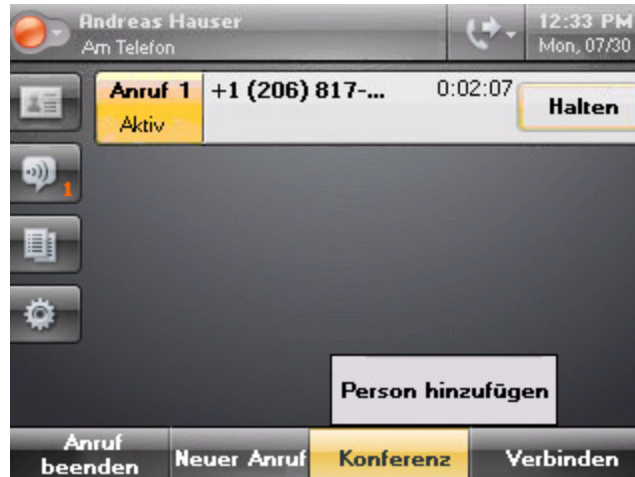 Andreas Hauser
Am Telefon
12:33 PM
Mon, 07/30
Anruf 1
Aktiv
+1 (206) 817-...
0:02:07
Halten
1
Person hinzufügen
Anruf
beenden
Neuer Anruf
Konferenz
Verbinden